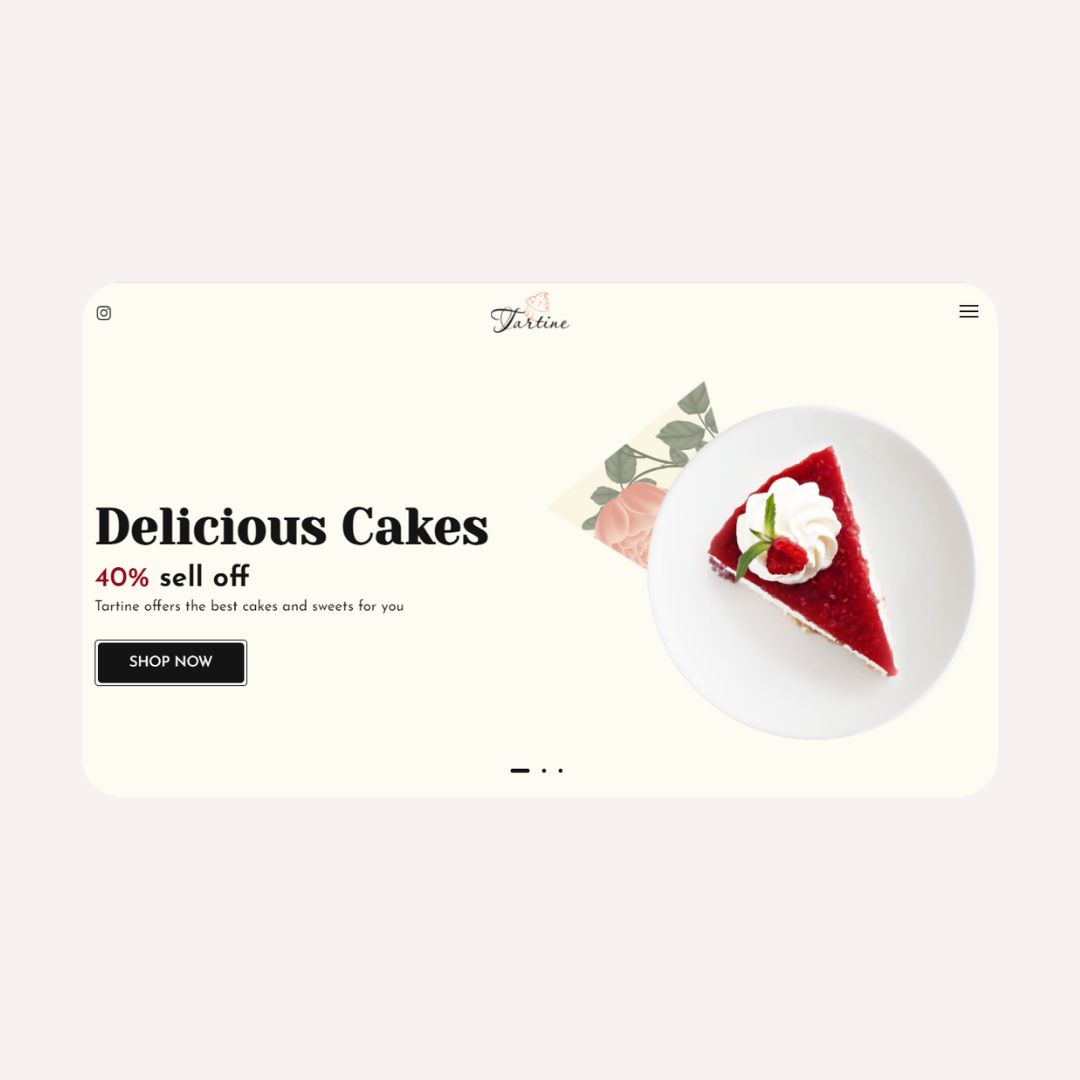 Tartine
Delicious Cakes
40% sell off
Tartine offers the best cakes and sweets for you
SHOP NOW